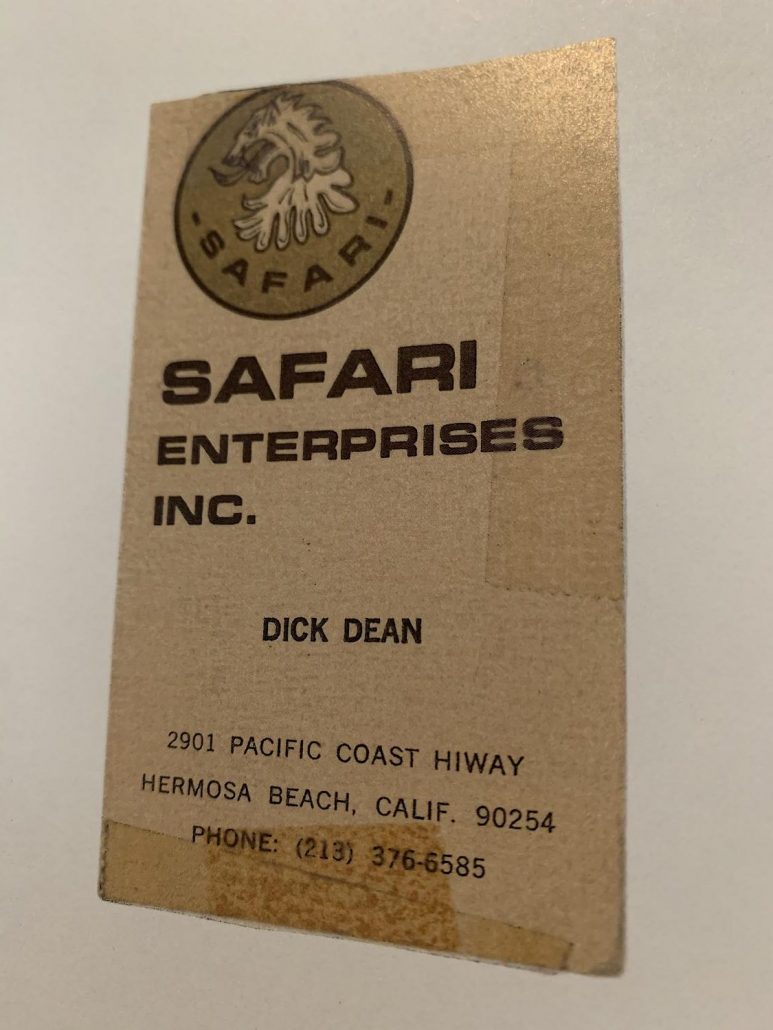 - SAFARI -
SAFARI
ENTERPRISES
INC.
DICK DEAN
2901 PACIFIC COAST HIWAY
HERMOSA BEACH, CALIF. 90254
PHONE: (213) 376-6585